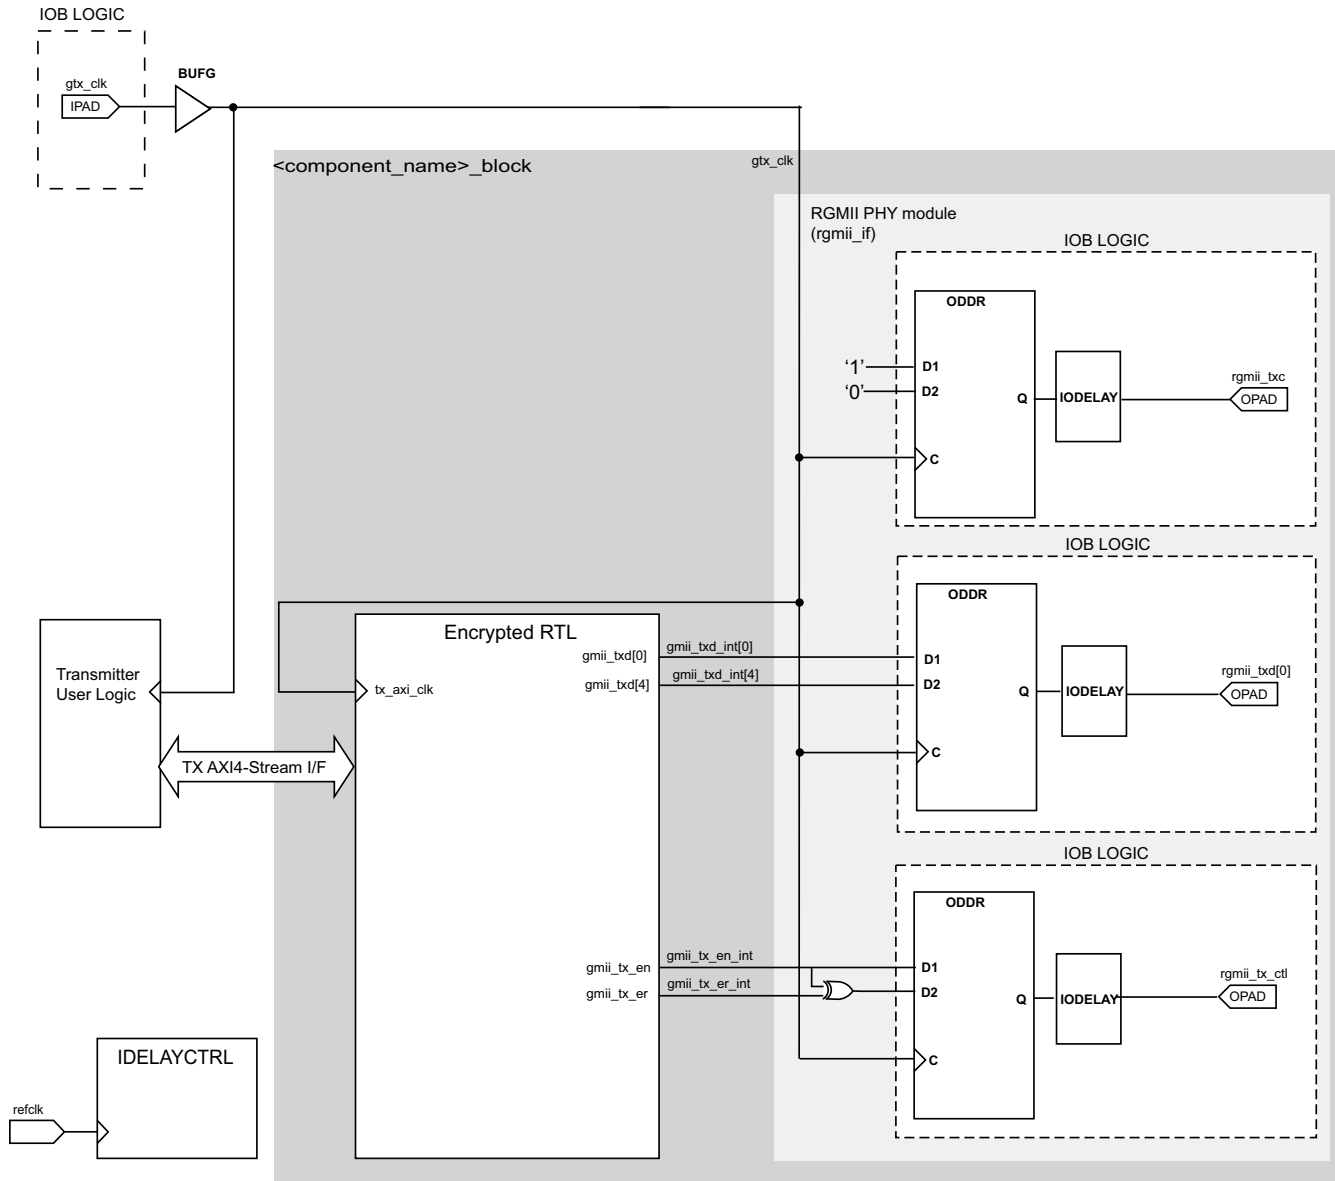 IOB LOGIC
gtx_clk
IPAD
BUFG
<component_name>_block
gtx_clk
RGMII PHY module
(rgmii_if)
IOB LOGIC
ODDR
‘1’
D1
‘0’
D2
Q
IODELAY
rgmii_txc
OPAD
C
IOB LOGIC
ODDR
Encrypted RTL
gmii_txd[0]
gmii_txd_int[0]
D1
gmii_txd[4]
gmii_txd_int[4]
D2
Q
IODELAY
rgmii_txd[0]
OPAD
C
Transmitter
User Logic
tx_axi_clk
TX AXI4-Stream I/F
IOB LOGIC
ODDR
gmii_tx_en
gmii_tx_en_int
D1
gmii_tx_er
gmii_tx_er_int
D2
Q
IODELAY
rgmii_tx_ctl
OPAD
C
IDELAYCTRL
refclk